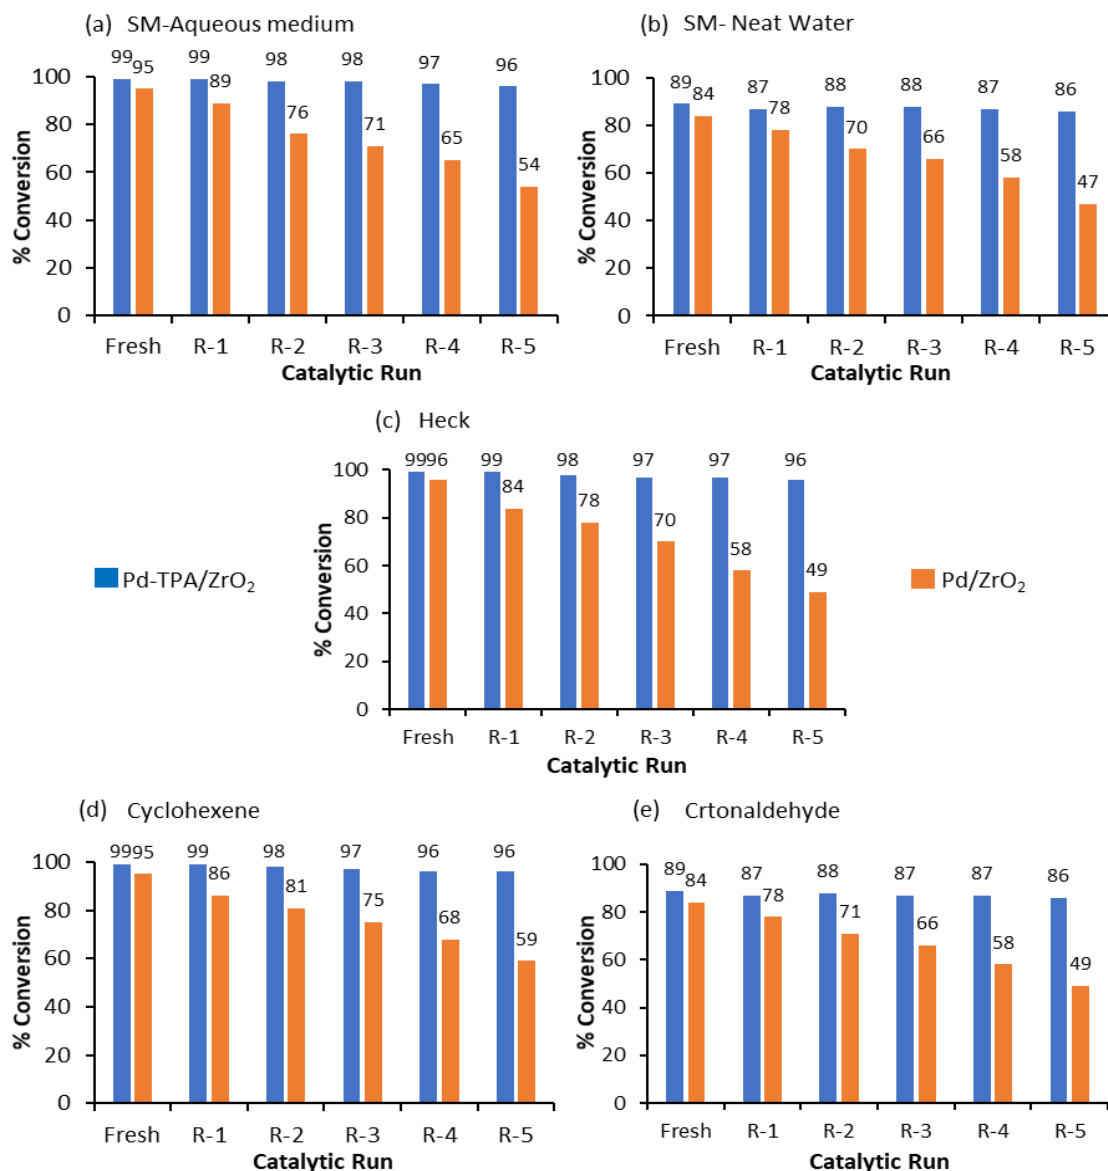 (a) SM-Aqueous medium
99 95 99 89 98 76 98 71 97 65 96 54
100
80
60
40
20
0
% Conversion
Fresh R-1 R-2 R-3 R-4 R-5
Catalytic Run
(b) SM- Neat Water
89 84 87 78 88 70 88 66 87 58 86 47
100
80
60
40
20
0
% Conversion
Fresh R-1 R-2 R-3 R-4 R-5
Catalytic Run
(c) Heck
99 96 99 84 98 78 97 70 97 58 96 49
100
80
60
40
20
0
% Conversion
Fresh R-1 R-2 R-3 R-4 R-5
Catalytic Run
Pd-TPA/ZrO₂
Pd/ZrO₂
(d) Cyclohexene
99 95 99 86 98 81 97 75 96 68 96 59
100
80
60
40
20
0
% Conversion
Fresh R-1 R-2 R-3 R-4 R-5
Catalytic Run
(e) Crtonaldehyde
89 84 87 78 88 71 87 66 87 58 86 49
100
80
60
40
20
0
% Conversion
Fresh R-1 R-2 R-3 R-4 R-5
Catalytic Run